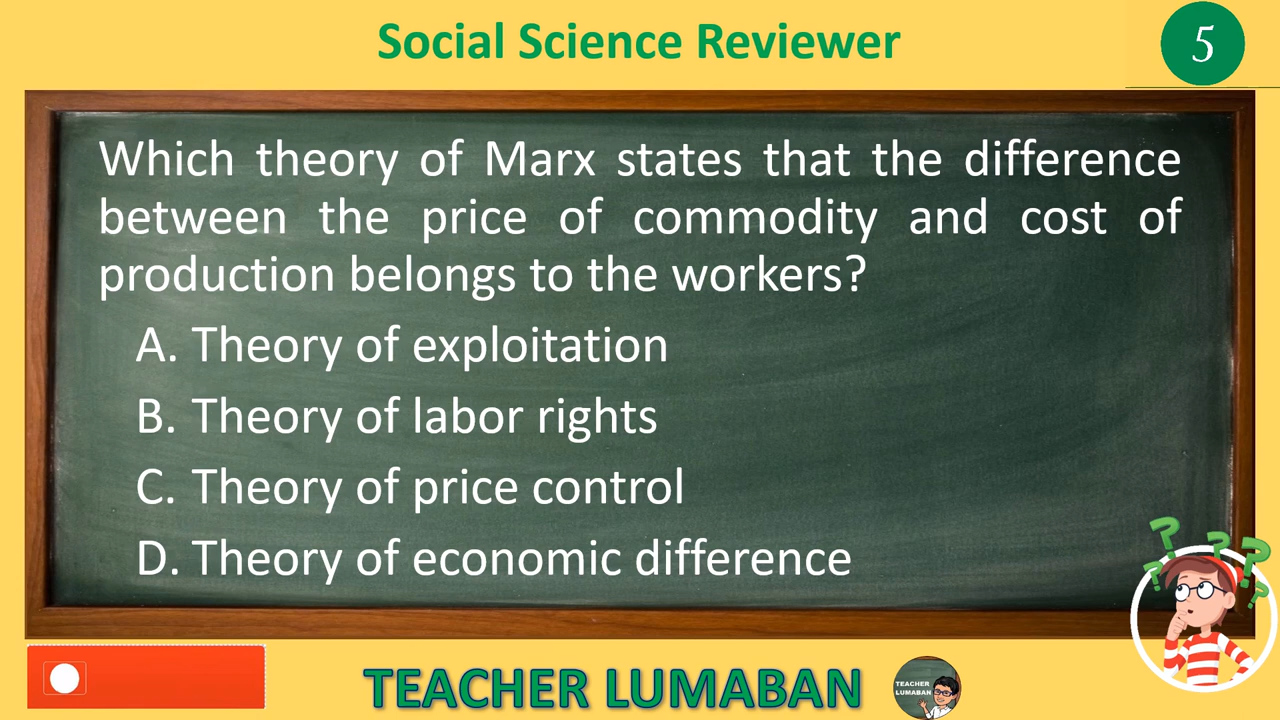 Social Science Reviewer
5
Which theory of Marx states that the difference
between the price of commodity and cost of
production belongs to the workers?
A. Theory of exploitation
B. Theory of labor rights
C. Theory of price control
D. Theory of economic difference
TEACHER LUMABAN
TEACHER
LUMABAN